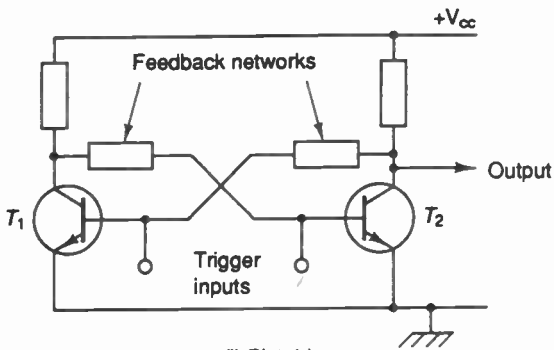 +Vcc
Feedback networks
Output
T1
T2
Trigger
inputs